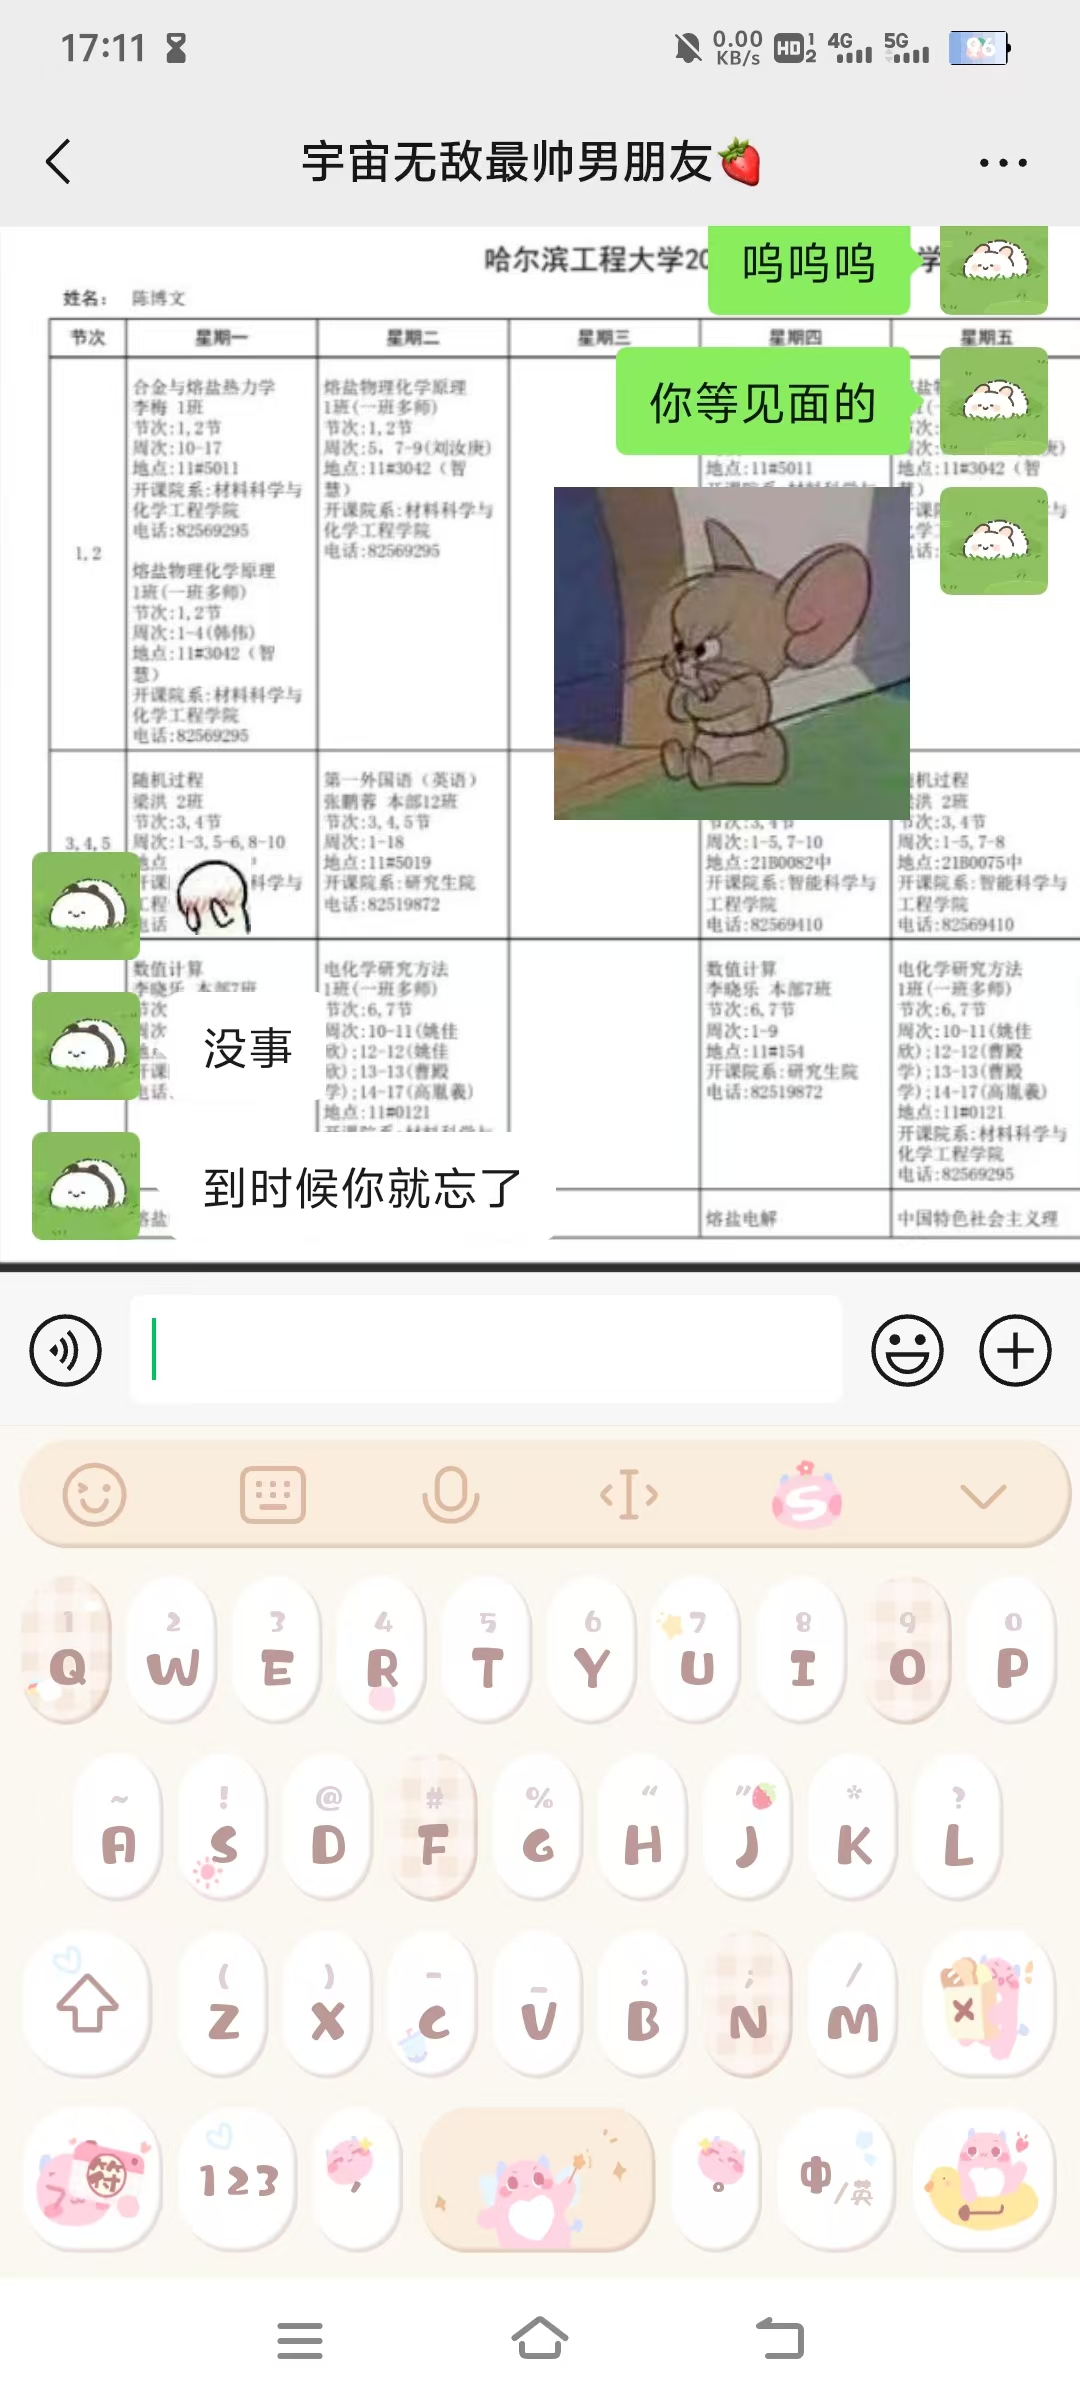 17:11 0.00 KB/s HD 1 2 4G 5G 96
宇宙无敌最帅男朋友
哈尔滨工程大学20
呜呜呜
学
姓名： 陈博文
节次 星期一 星期二 星期三 星期四 星期五
你等见面的
1,2
合金与熔盐热力学
李梅 1班
节次:1,2节
周次:10-17
地点:11#5011
开课院系:材料科学与
化学工程学院
电话:82569295
熔盐物理化学原理
1班(一班多师)
节次:1,2节
周次:1-4(韩伟)
地点:11#3042（智
慧）
开课院系:材料科学与
化学工程学院
电话:82569295
熔盐物理化学原理
1班(一班多师)
节次:1,2节
周次:5, 7-9(刘汝庚)
地点:11#3042（智
慧）
开课院系:材料科学与
化学工程学院
电话:82569295
地点:11#5011
地点:11#3042（智
3,4,5
随机过程
梁洪 2班
节次:3,4节
周次:1-3,5-6,8-10
地点
开课 科学与
工程
电话
第一外国语（英语）
张鹏蓉 本部12班
节次:3,4,5节
周次:1-18
地点:11#5019
开课院系:研究生院
电话:82519872
节次:3,4节
周次:1-5,7-10
地点:21B0082中
开课院系:智能科学与
工程学院
电话:82569410
机过程
洪 2班
节次:3,4节
周次:1-5,7-8
地点:21B0075中
开课院系:智能科学与
工程学院
电话:82569410
数值计算
李晓乐 本部7班
节次
周次
没事
电化学研究方法
1班(一班多师)
节次:6,7节
周次:10-11(姚佳
欣);12-12(姚佳
欣);13-13(曹殿
学);14-17(高胤義)
地点:11#0121
数值计算
李晓乐 本部7班
节次:6,7节
周次:1-9
地点:11#154
开课院系:研究生院
电话:82519872
电化学研究方法
1班(一班多师)
节次:6,7节
周次:10-11(姚佳
欣);12-12(曹殿
学);13-13(曹殿
学);14-17(高胤義)
地点:11#0121
开课院系:材料科学与
化学工程学院
电话:82569295
到时候你就忘了
熔盐
熔盐电解
中国特色社会主义理
1 2 3 4 5 6 7 8 9 0
Q W E R T Y U I O P
~ ! @ # % “ ” * ?
A S D F G H J K L
( ) - _ : ; /
Z X C V B N M
符 123 , 。 中/英